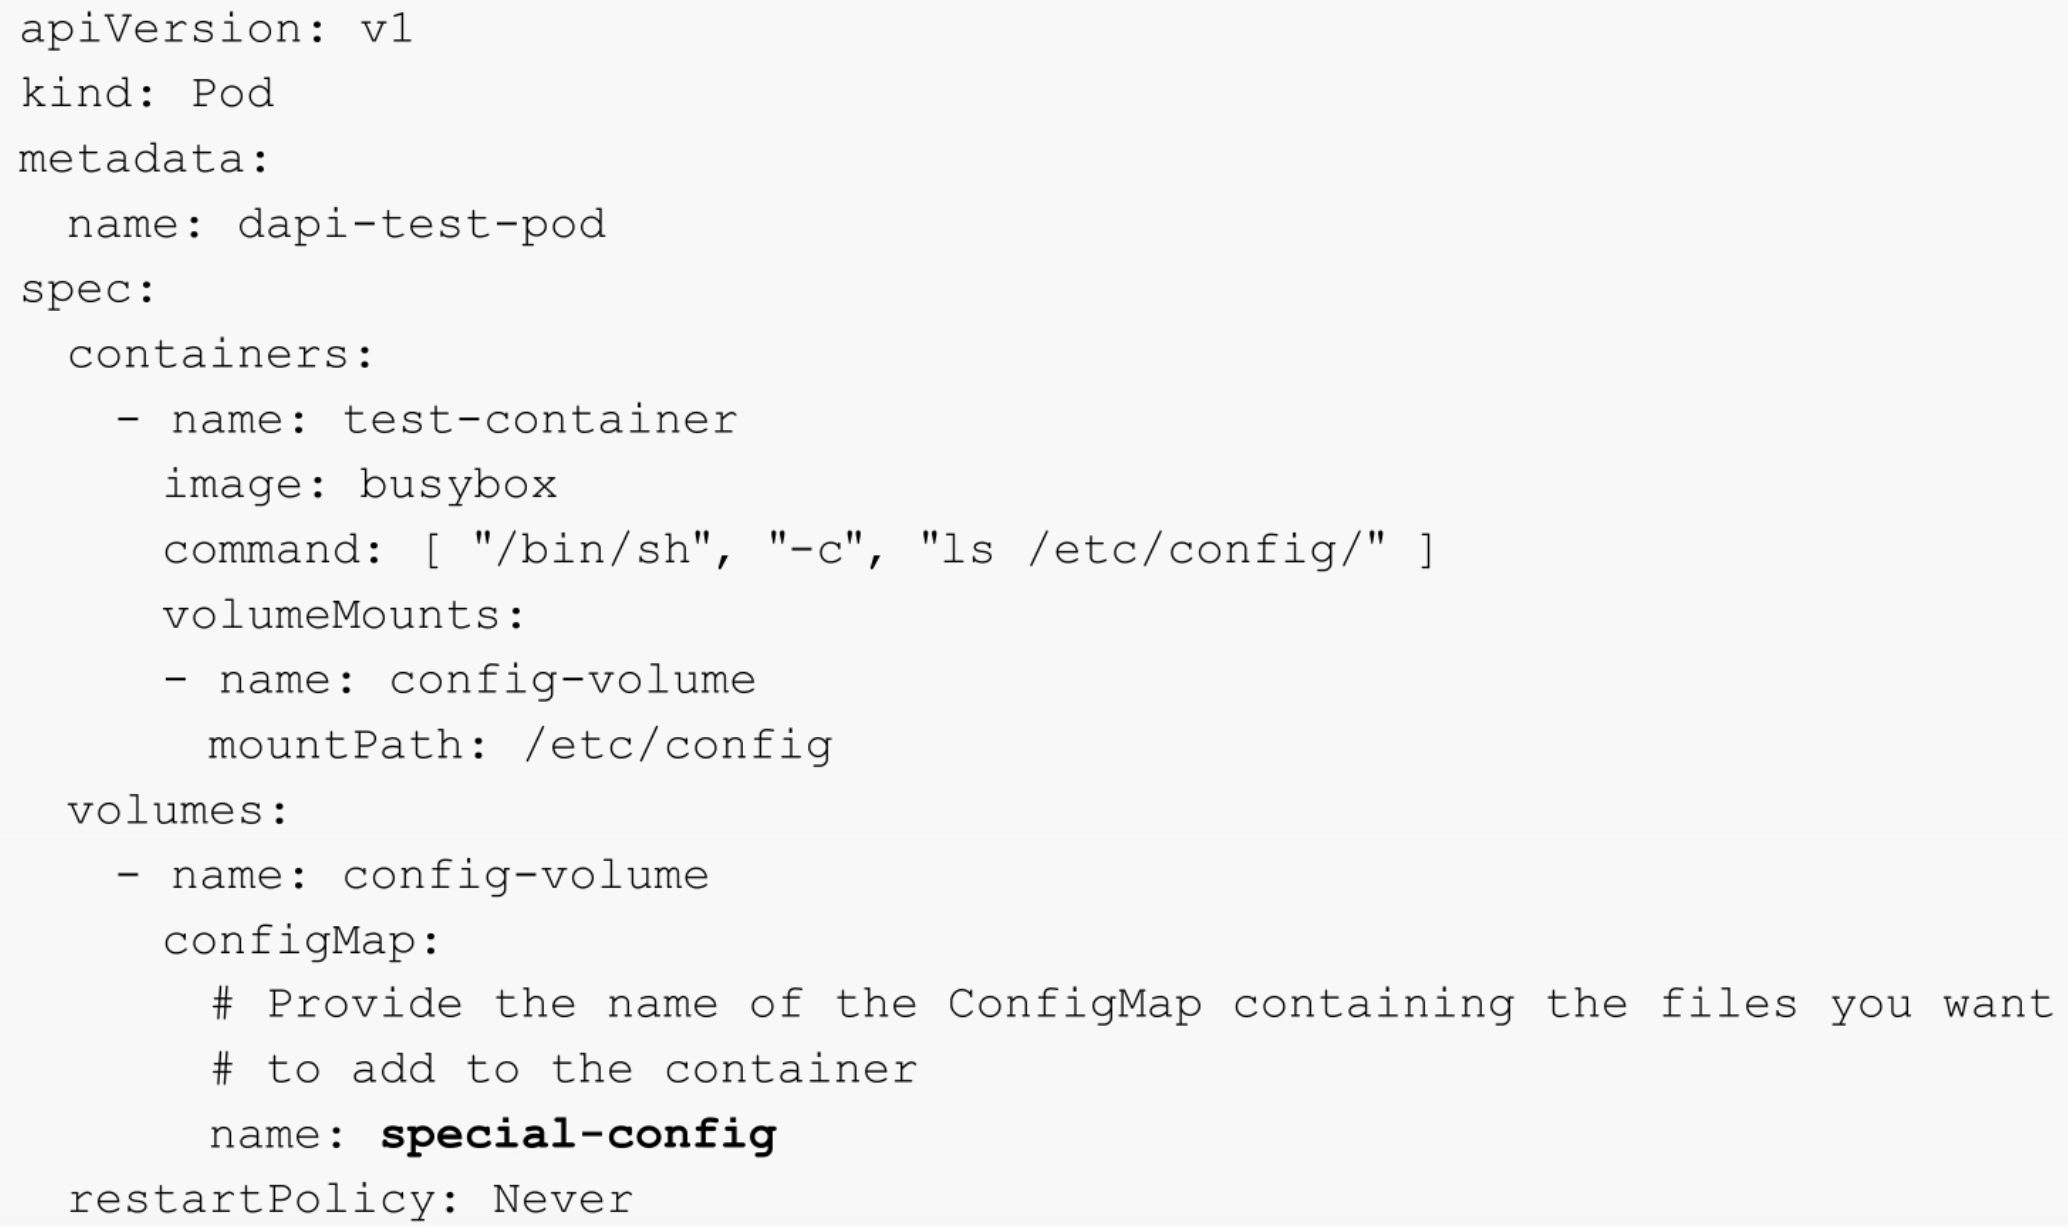 apiVersion: v1
kind: Pod
metadata:
  name: dapi-test-pod
spec:
  containers:
    - name: test-container
      image: busybox
      command: [ "/bin/sh", "-c", "ls /etc/config/" ]
      volumeMounts:
      - name: config-volume
        mountPath: /etc/config
  volumes:
    - name: config-volume
      configMap:
        # Provide the name of the ConfigMap containing the files you want
        # to add to the container
        name: special-config
  restartPolicy: Never